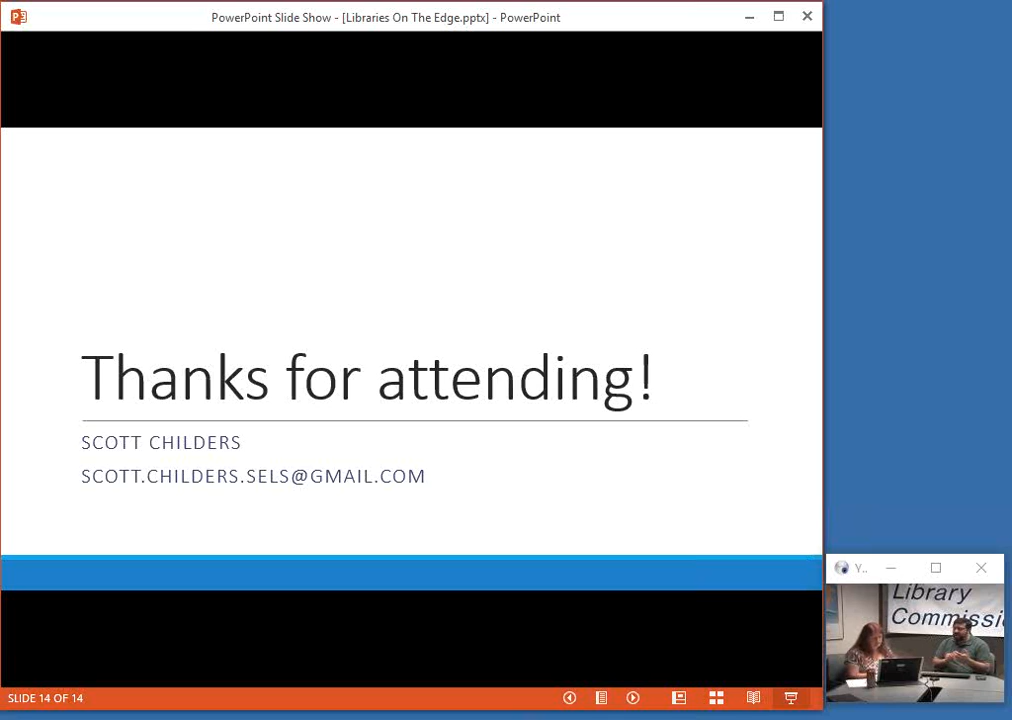 PowerPoint Slide Show - [Libraries On The Edge.pptx] - PowerPoint
Thanks for attending!
SCOTT CHILDERS
SCOTT.CHILDERS.SELS@GMAIL.COM
Y..
Library
Commissi
SLIDE 14 OF 14